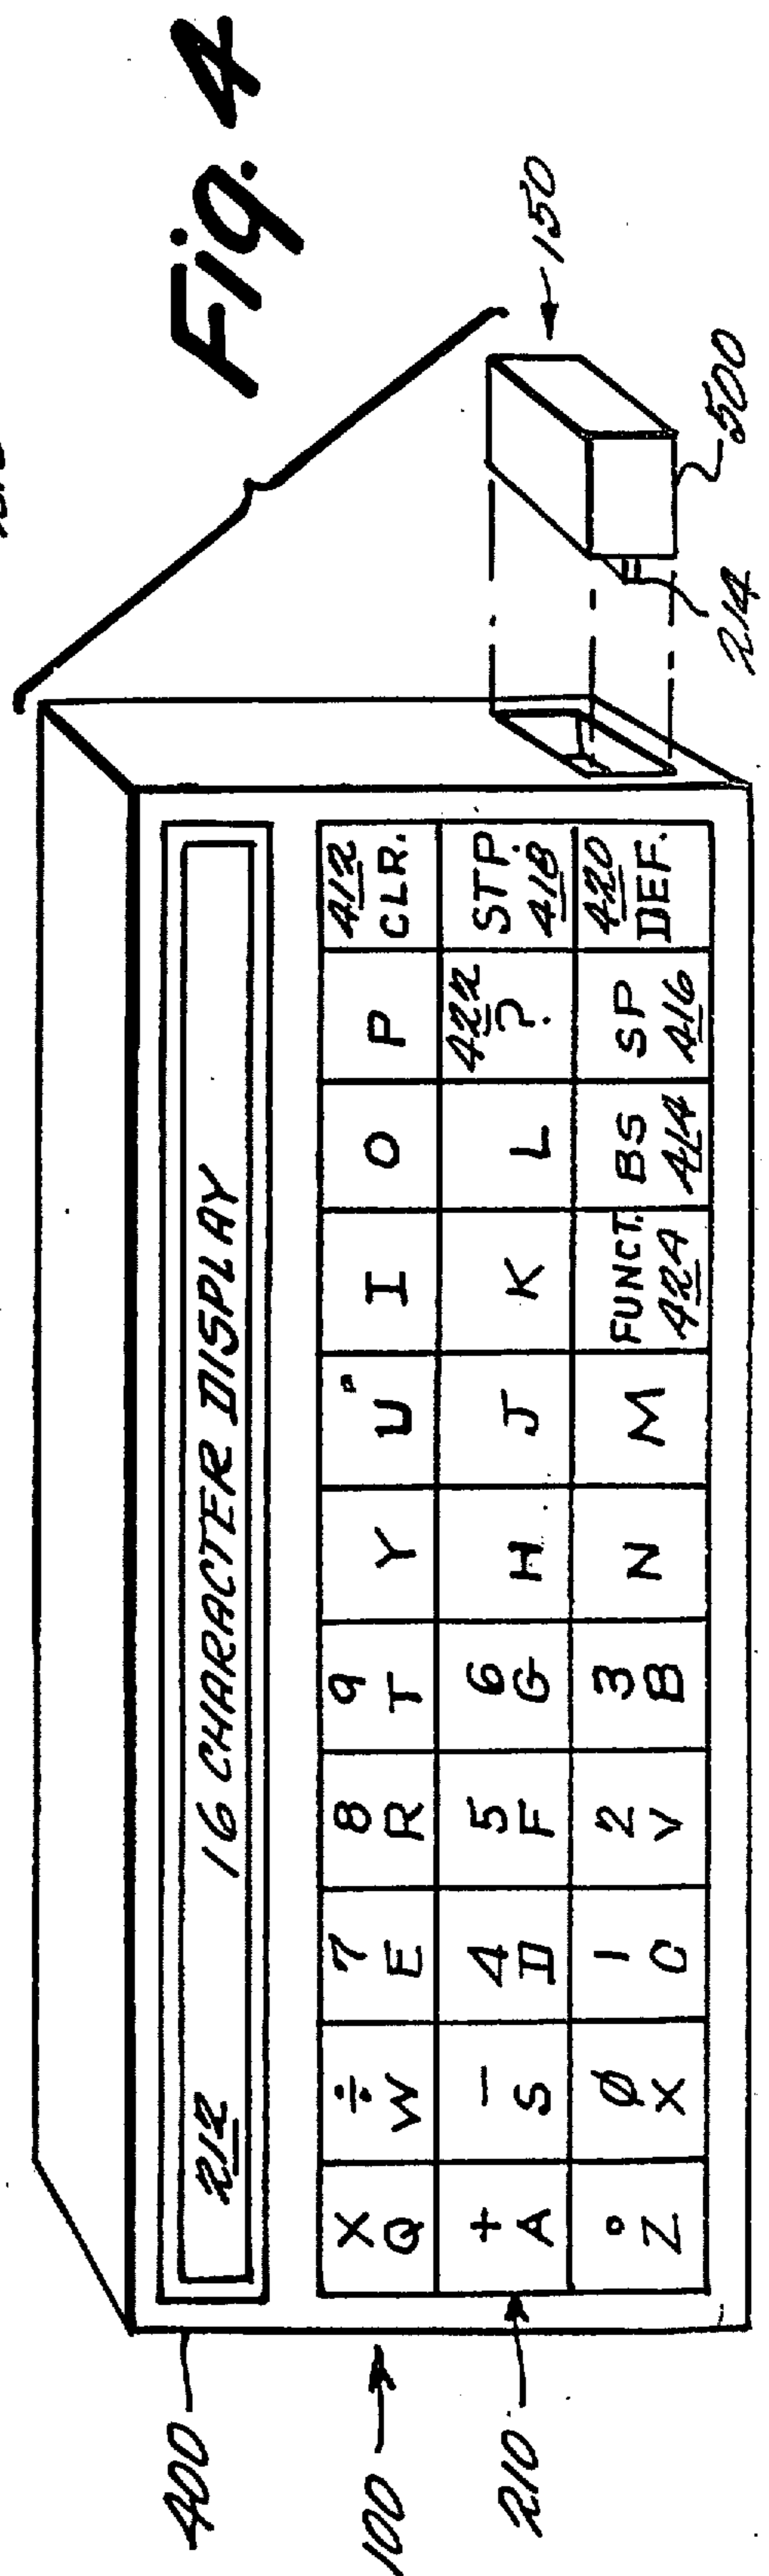 Fig. 4
400
100
210
212 16 CHARACTER DISPLAY
X ÷ 7 8 9 412
Q W E R T Y U I O P CLR.
+ − 4 5 6 422 STP.
A S D F G H J K L ? 418
° Ø 1 2 3 FUNCT. BS SP 420
Z X C V B N M 424 414 416 DEF.
150
500
214